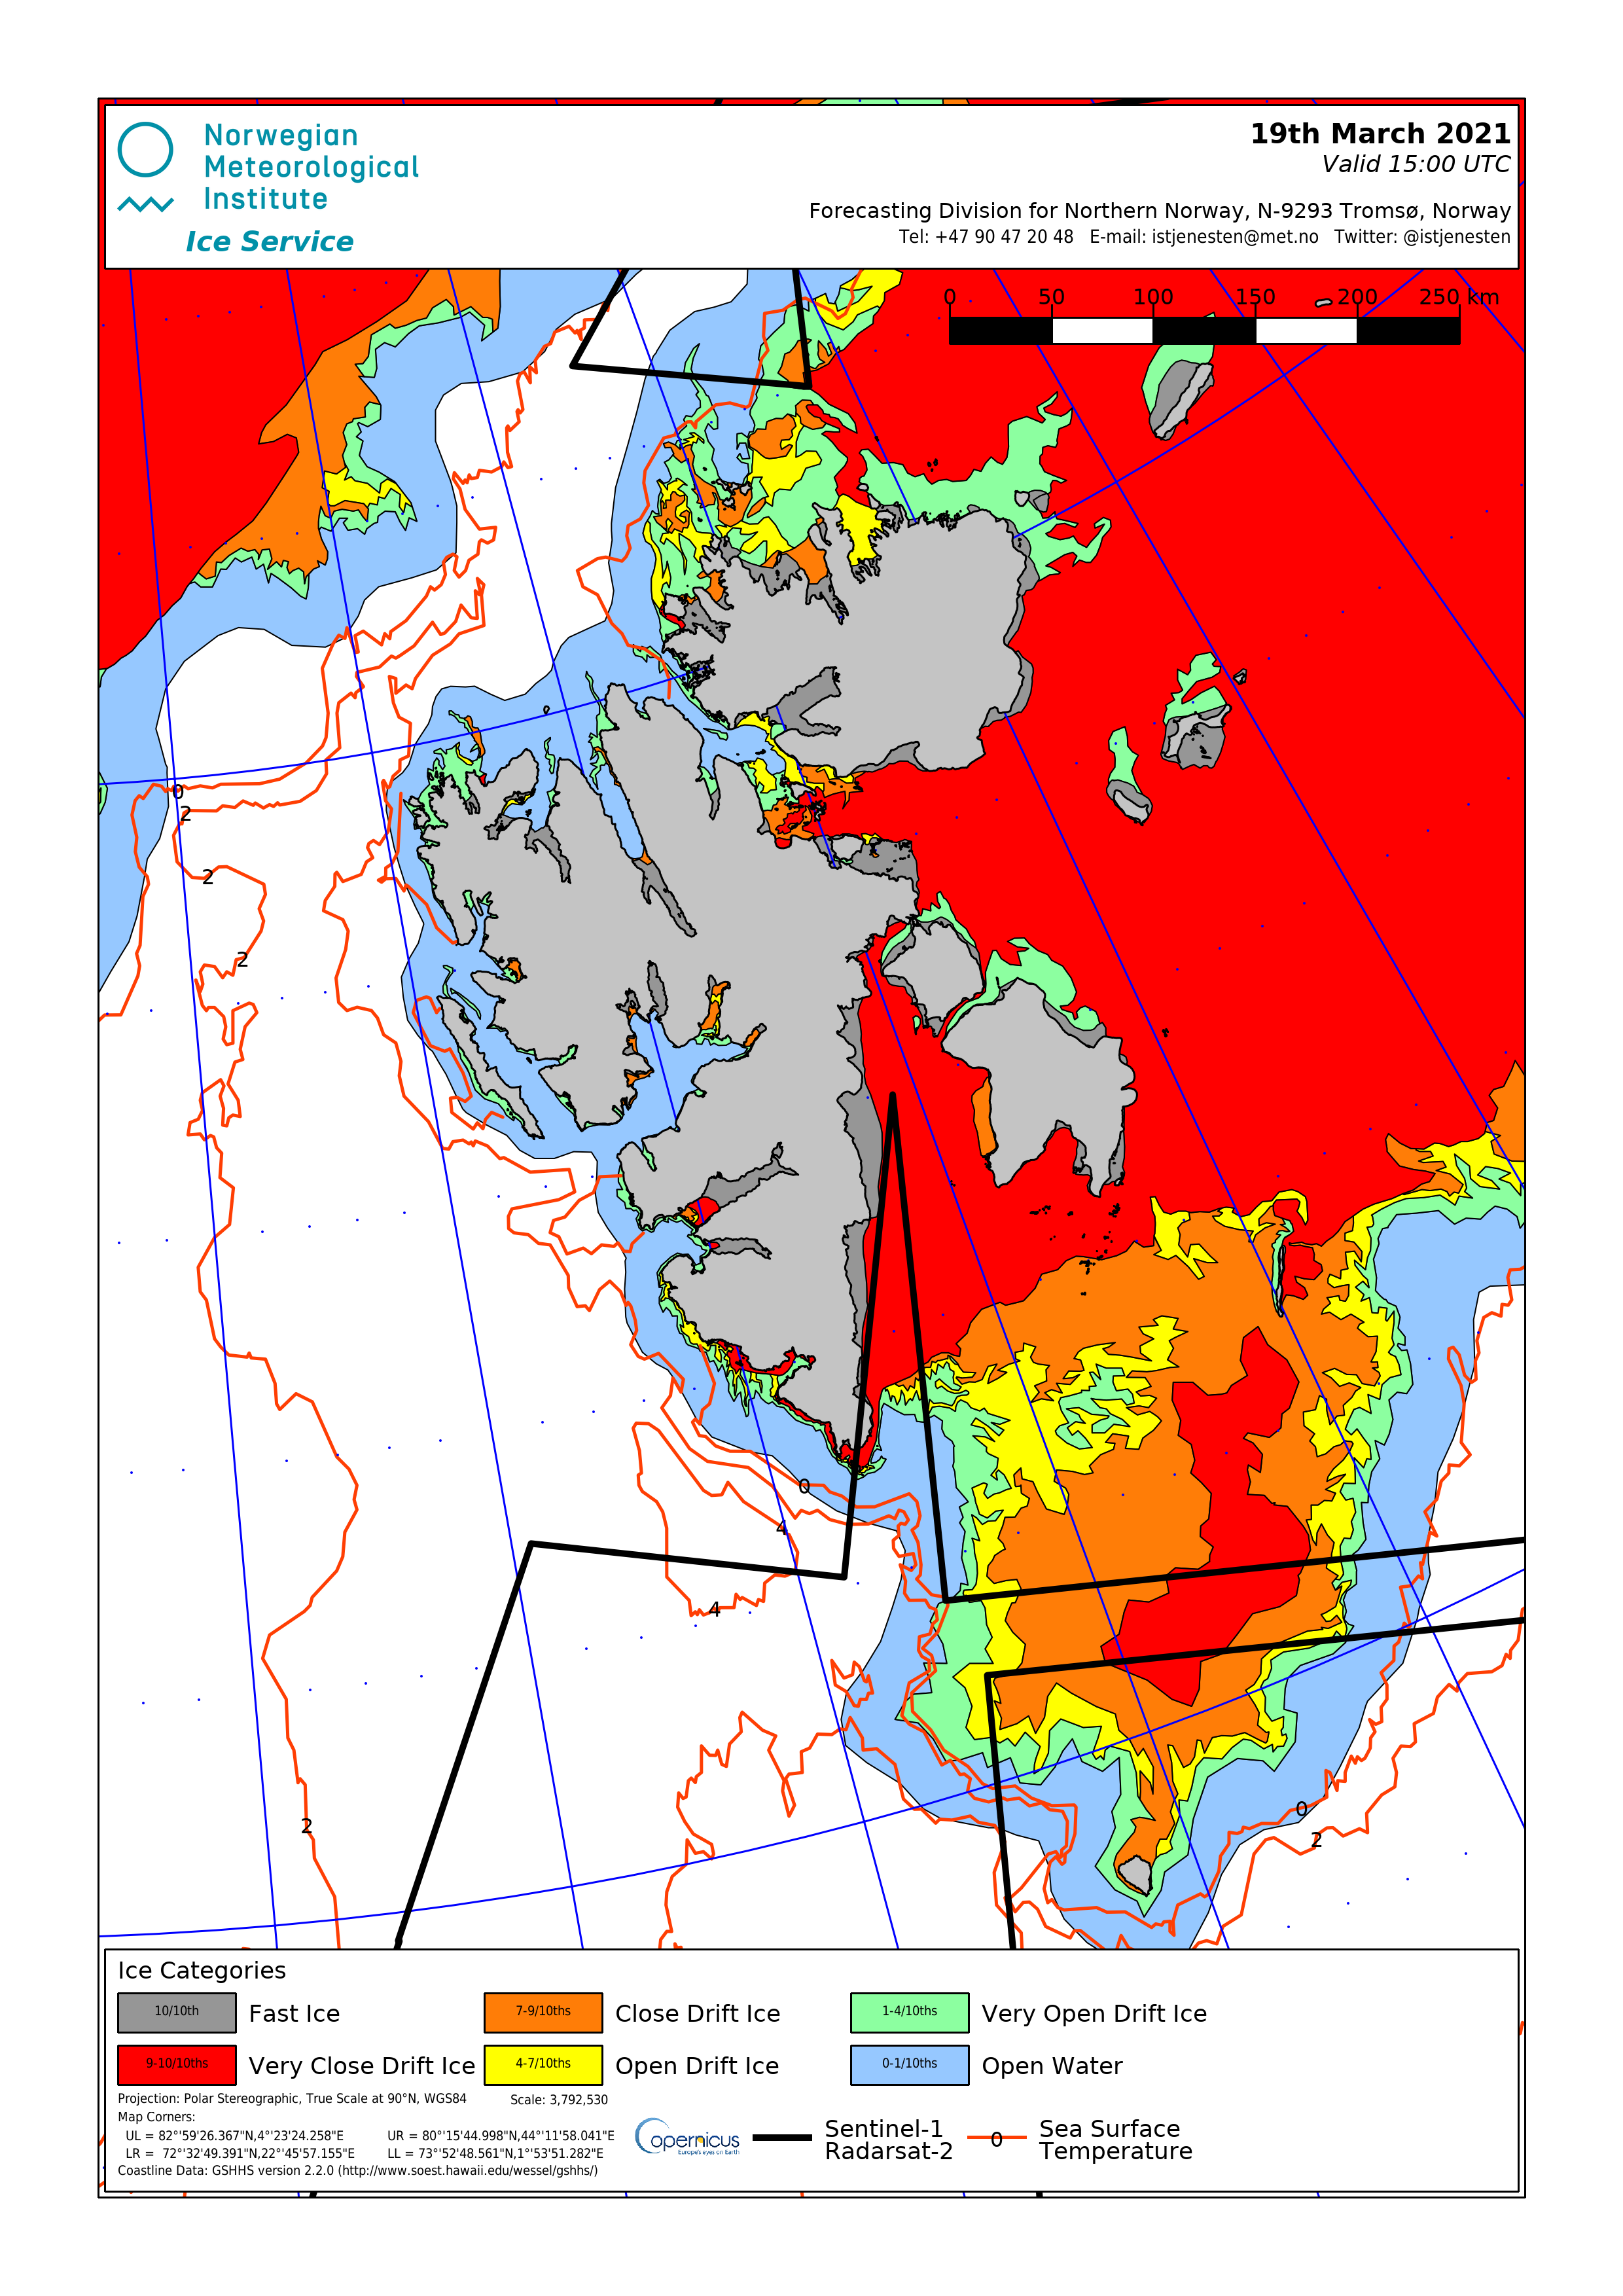 Norwegian
Meteorological
Institute
Ice Service
19th March 2021
Valid 15:00 UTC
Forecasting Division for Northern Norway, N-9293 Tromsø, Norway
Tel: +47 90 47 20 48 E-mail: istjenesten@met.no Twitter: @istjenesten
0 50 100 150 200 250 km
0
2
2
2
0
4
4
2
0
2
Ice Categories
10/10th Fast Ice 7-9/10ths Close Drift Ice 1-4/10ths Very Open Drift Ice
9-10/10ths Very Close Drift Ice 4-7/10ths Open Drift Ice 0-1/10ths Open Water
Projection: Polar Stereographic, True Scale at 90°N, WGS84 Scale: 3,792,530
Map Corners:
UL = 82°'59'26.367"N,4°'23'24.258"E UR = 80°'15'44.998"N,44°'11'58.041"E
LR = 72°'32'49.391"N,22°'45'57.155"E LL = 73°'52'48.561"N,1°'53'51.282"E
Coastline Data: GSHHS version 2.2.0 (http://www.soest.hawaii.edu/wessel/gshhs/)
opernicus
Europe's eyes on Earth
Sentinel-1
Radarsat-2
0
Sea Surface
Temperature